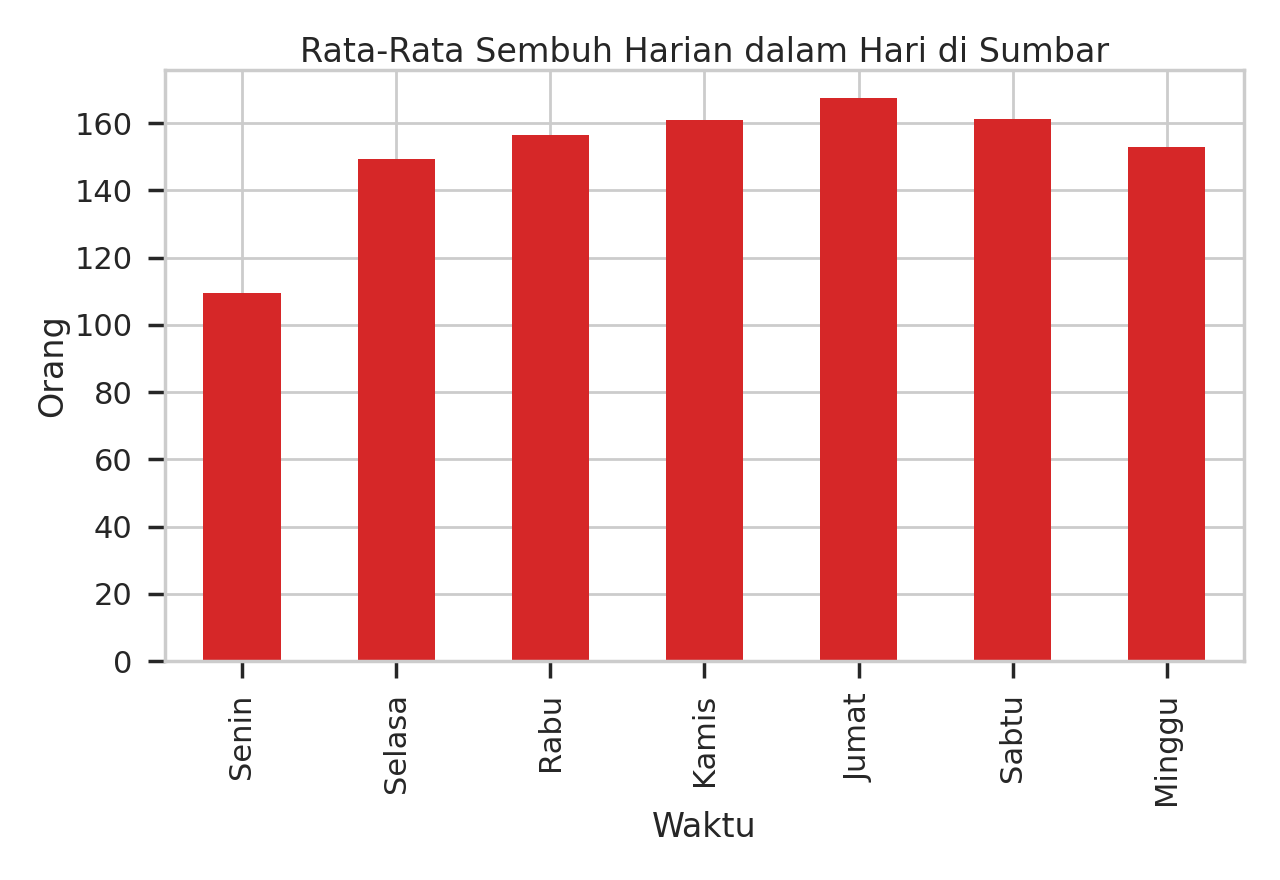 Rata-Rata Sembuh Harian dalam Hari di Sumbar
Orang
160
140
120
100
80
60
40
20
0
Senin
Selasa
Rabu
Kamis
Jumat
Sabtu
Minggu
Waktu